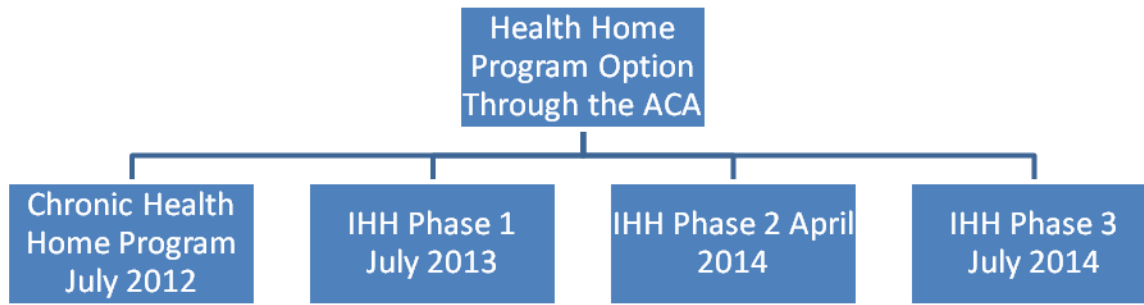 Health Home
Program Option
Through the ACA
Chronic Health
Home Program
July 2012
IHH Phase 1
July 2013
IHH Phase 2 April
2014
IHH Phase 3
July 2014